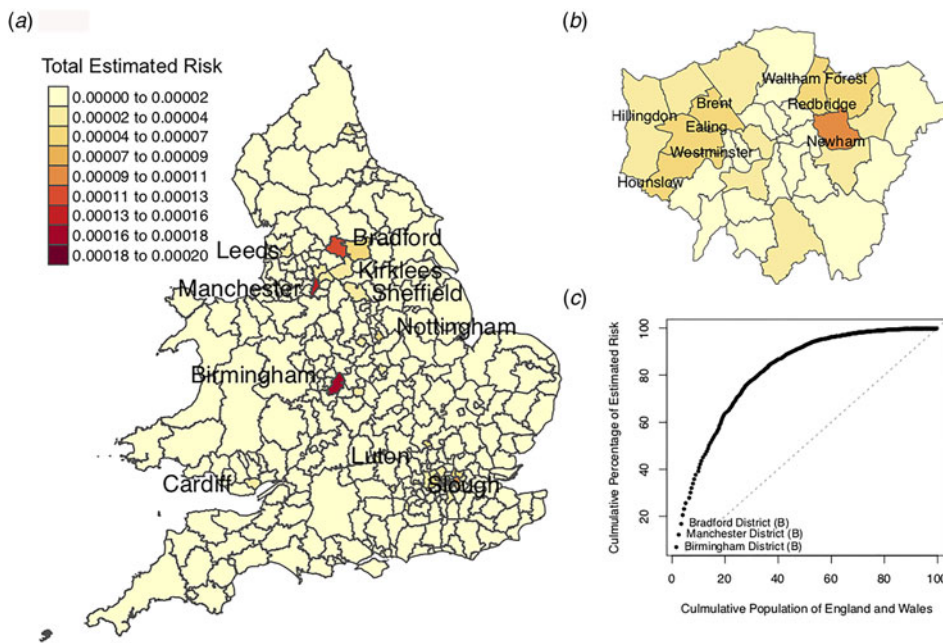 (a)
Total Estimated Risk
0.00000 to 0.00002
0.00002 to 0.00004
0.00004 to 0.00007
0.00007 to 0.00009
0.00009 to 0.00011
0.00011 to 0.00013
0.00013 to 0.00016
0.00016 to 0.00018
0.00018 to 0.00020
Leeds
Bradford
Kirklees
Manchester
Sheffield
Nottingham
Birmingham
Luton
Cardiff
Slough
(b)
Waltham Forest
Brent
Redbridge
Hillingdon
Ealing
Newham
Westminster
Hounslow
(c)
Culmulative Percentage of Estimated Risk
100
80
60
40
20
Bradford District (B)
Manchester District (B)
Birmingham District (B)
0 20 40 60 80 100
Culmulative Population of England and Wales